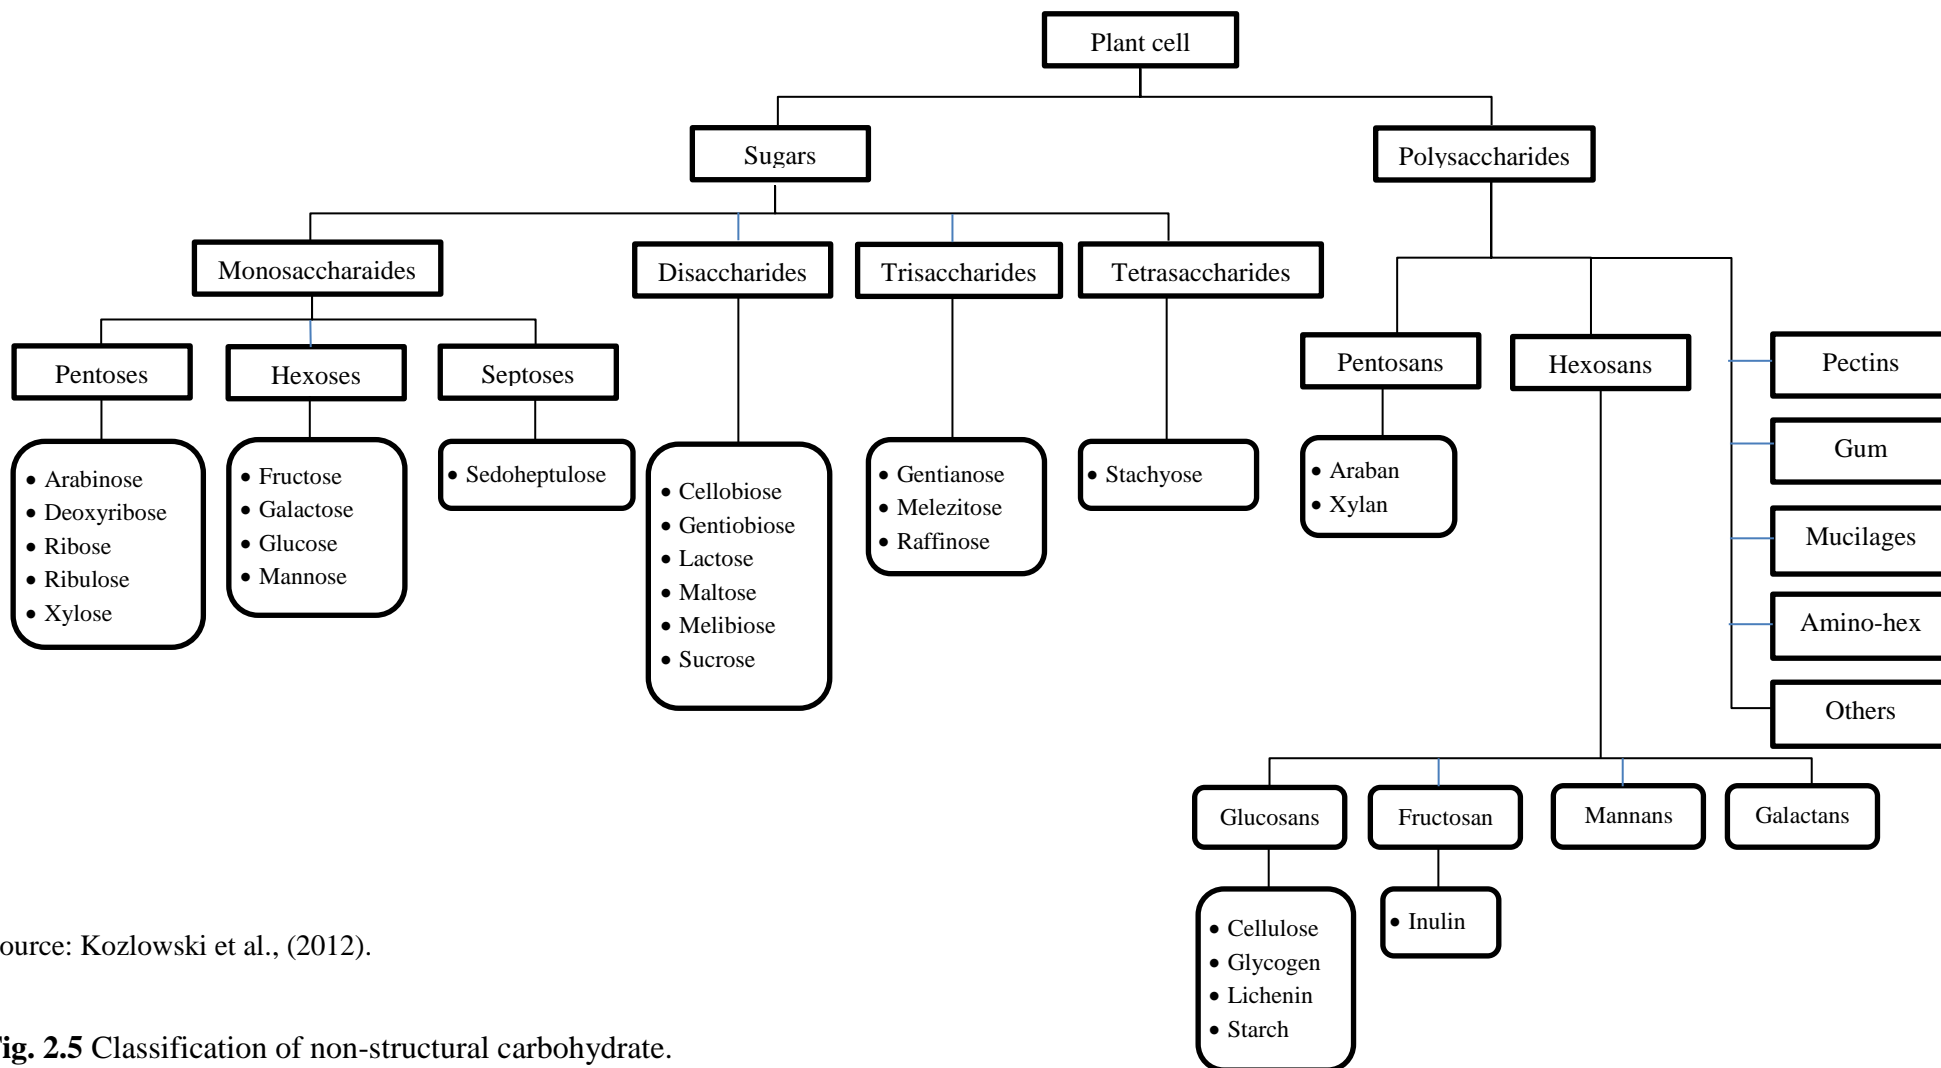 Plant cell
Sugars
Polysaccharides
Monosaccharaides
Disaccharides
Trisaccharides
Tetrasaccharides
Pentoses
Hexoses
Septoses
Pentosans
Hexosans
Pectins
Gum
Mucilages
Amino-hex
Others
• Arabinose
• Deoxyribose
• Ribose
• Ribulose
• Xylose
• Fructose
• Galactose
• Glucose
• Mannose
• Sedoheptulose
• Cellobiose
• Gentiobiose
• Lactose
• Maltose
• Melibiose
• Sucrose
• Gentianose
• Melezitose
• Raffinose
• Stachyose
• Araban
• Xylan
Glucosans
Fructosan
Mannans
Galactans
• Cellulose
• Glycogen
• Lichenin
• Starch
• Inulin
ource: Kozlowski et al., (2012).
ig. 2.5 Classification of non-structural carbohydrate.